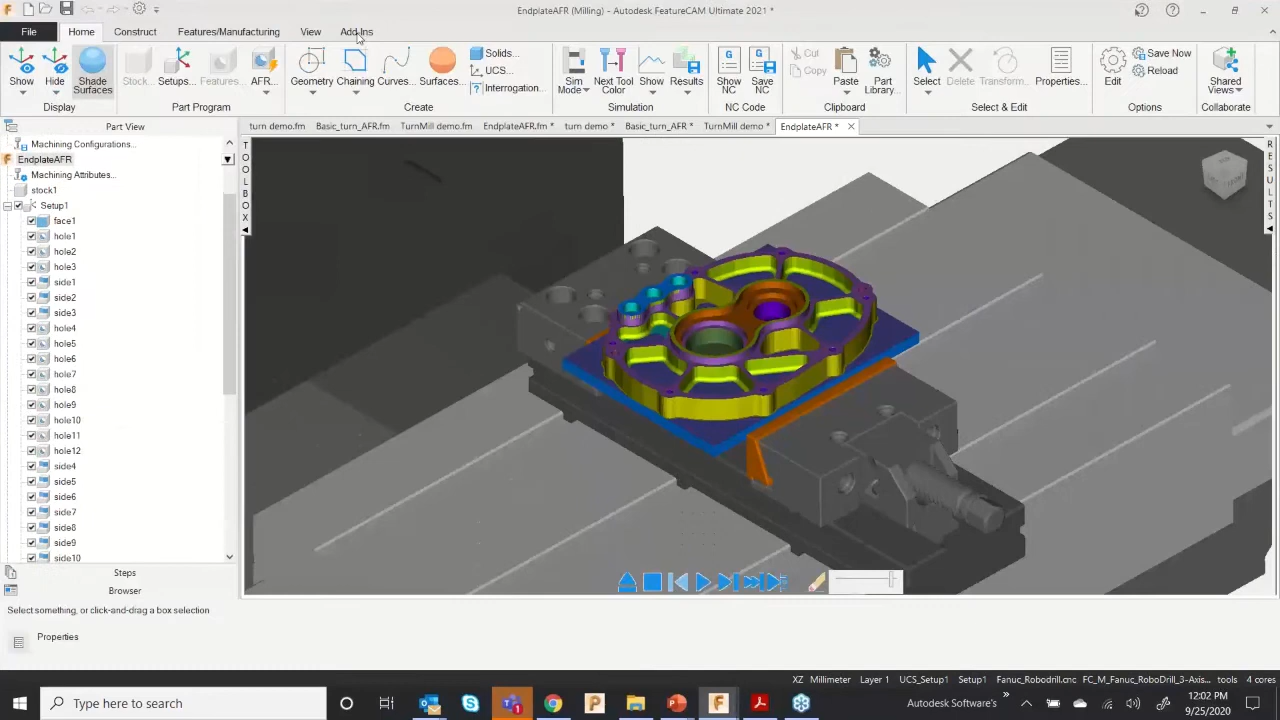 EndplateAFR (Milling) - Autodesk FeatureCAM Ultimate 2021 *
File Home Construct Features/Manufacturing View Add-Ins
Show Hide Shade Surfaces
Display
Stock... Setups... Features... AFR...
Part Program
Geometry Chaining Curves... Surfaces...
Solids...
UCS...
Interrogation...
Create
Sim Mode Next Tool Color Show Results
Simulation
Show NC Save NC
NC Code
Cut
Copy
Paste Part Library...
Clipboard
Select Delete Transform... Properties...
Select & Edit
Edit
Save Now
Reload
Options
Shared Views
Collaborate
Part View
turn demo.fm Basic_turn_AFR.fm TurnMill demo.fm EndplateAFR.fm * turn demo * Basic_turn_AFR * TurnMill demo * EndplateAFR *
Machining Configurations...
EndplateAFR
Machining Attributes...
stock1
Setup1
face1
hole1
hole2
hole3
side1
side2
side3
hole4
hole5
hole6
hole7
hole8
hole9
hole10
hole11
hole12
side4
side5
side6
side7
side8
side9
side10
TOOLBOX
RESULTS
Steps
Browser
Select something, or click-and-drag a box selection
Properties
XZ Millimeter Layer 1 UCS_Setup1 Setup1 Fanuc_Robodrill.cnc FC_M_Fanuc_RoboDrill_3-Axis... tools 4 cores
Type here to search
Autodesk Software's
12:02 PM
9/25/2020